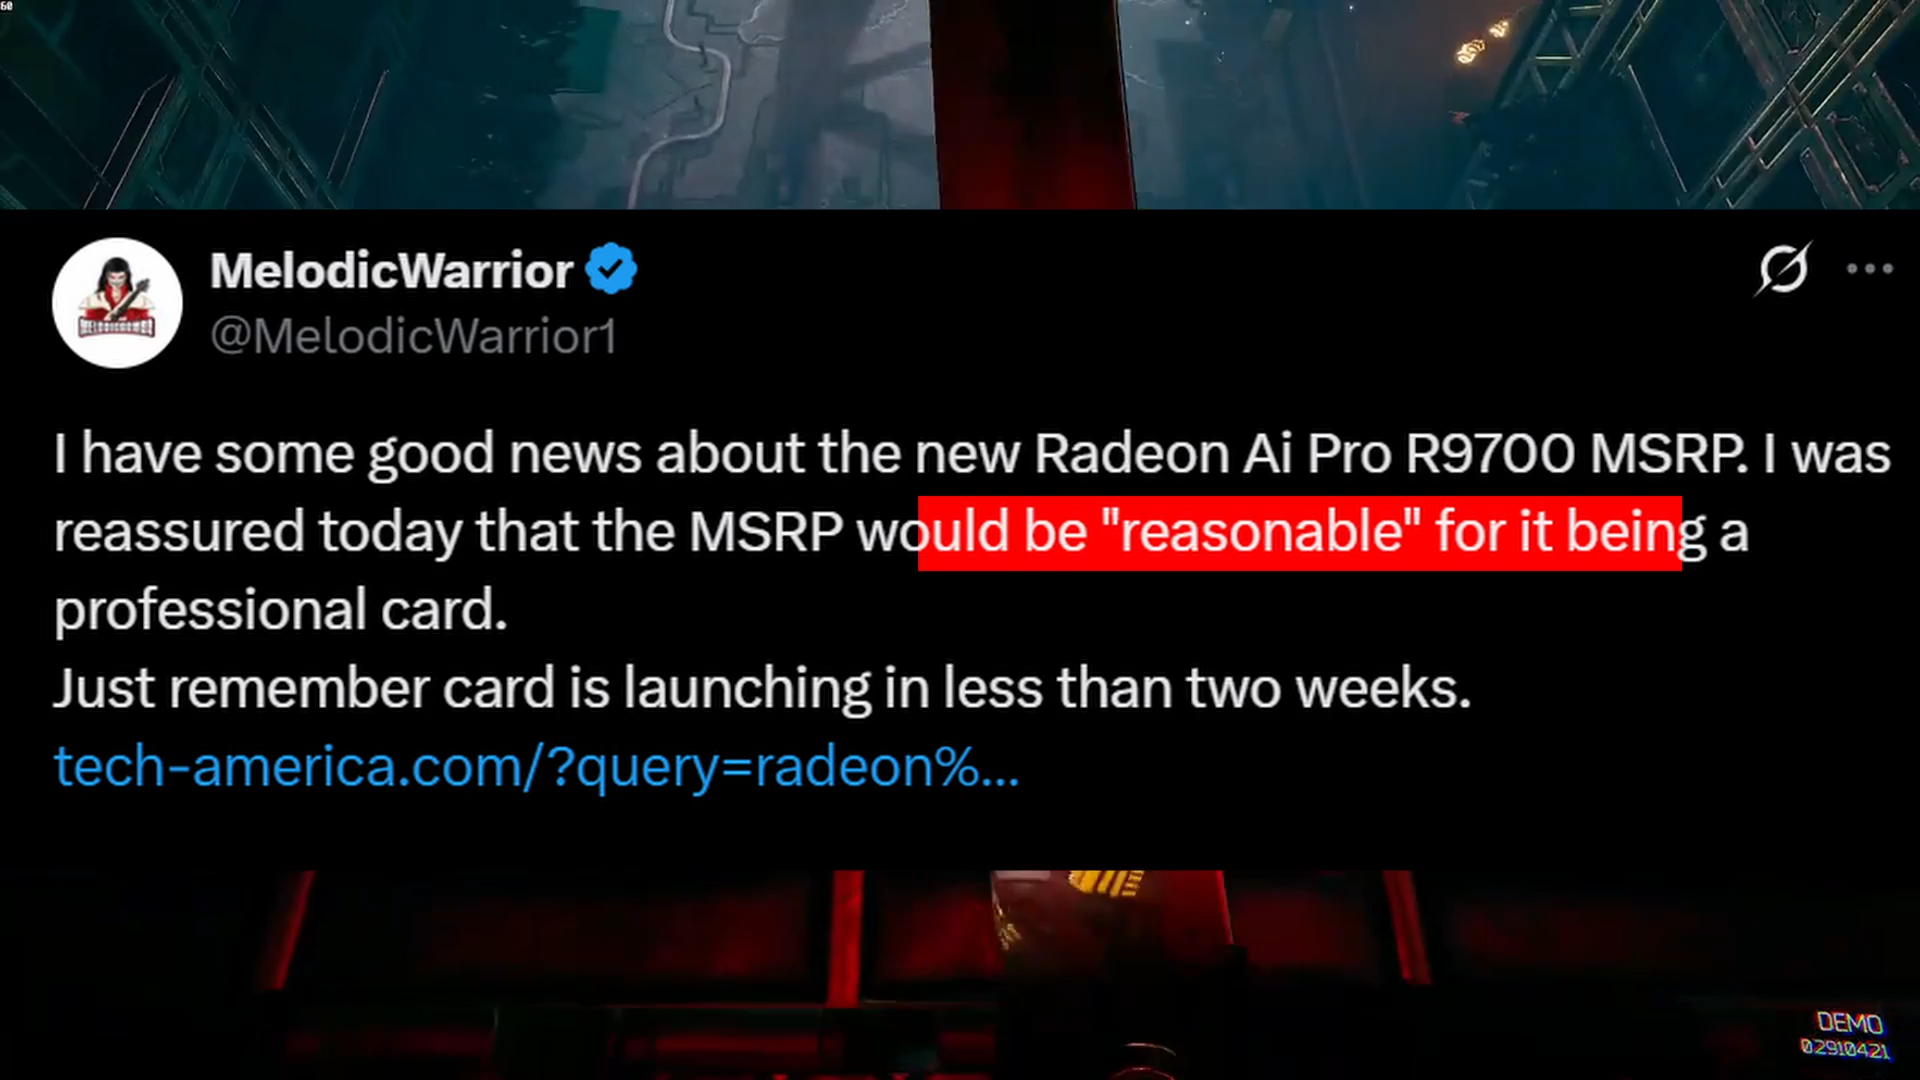 60
MelodicWarrior
@MelodicWarrior1
I have some good news about the new Radeon Ai Pro R9700 MSRP. I was
reassured today that the MSRP would be "reasonable" for it being a
professional card.
Just remember card is launching in less than two weeks.
tech-america.com/?query=radeon%...
DEMO
02910421